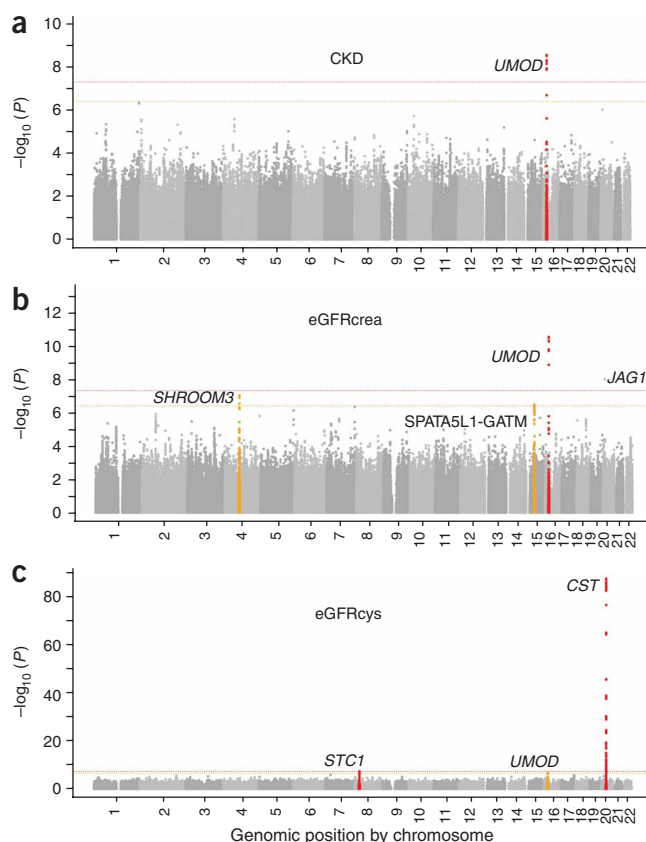 a
CKD
UMOD
–log10 (P)
10
8
6
4
2
0
1 2 3 4 5 6 7 8 9 10 11 12 13 14 15 16 17 18 19 20 21 22
b
eGFRcrea
UMOD
JAG1
SHROOM3
SPATA5L1-GATM
–log10 (P)
12
10
8
6
4
2
0
1 2 3 4 5 6 7 8 9 10 11 12 13 14 15 16 17 18 19 20 21 22
c
eGFRcys
CST
STC1
UMOD
–log10 (P)
80
60
40
20
0
1 2 3 4 5 6 7 8 9 10 11 12 13 14 15 16 17 18 19 20 21 22
Genomic position by chromosome